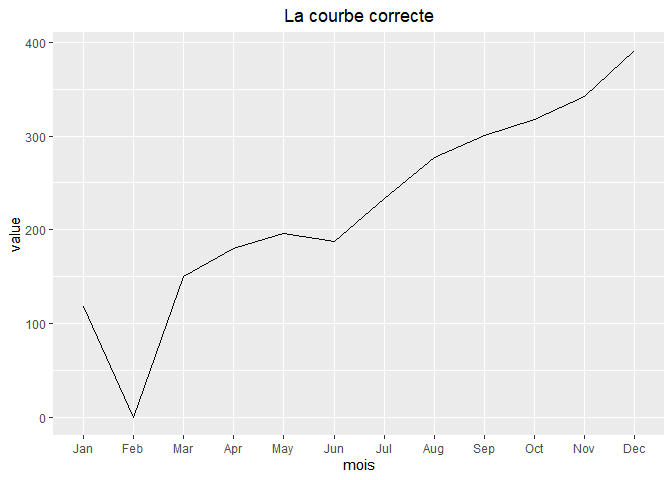 La courbe correcte
400
300
200
100
0
value
Jan Feb Mar Apr May Jun Jul Aug Sep Oct Nov Dec
mois